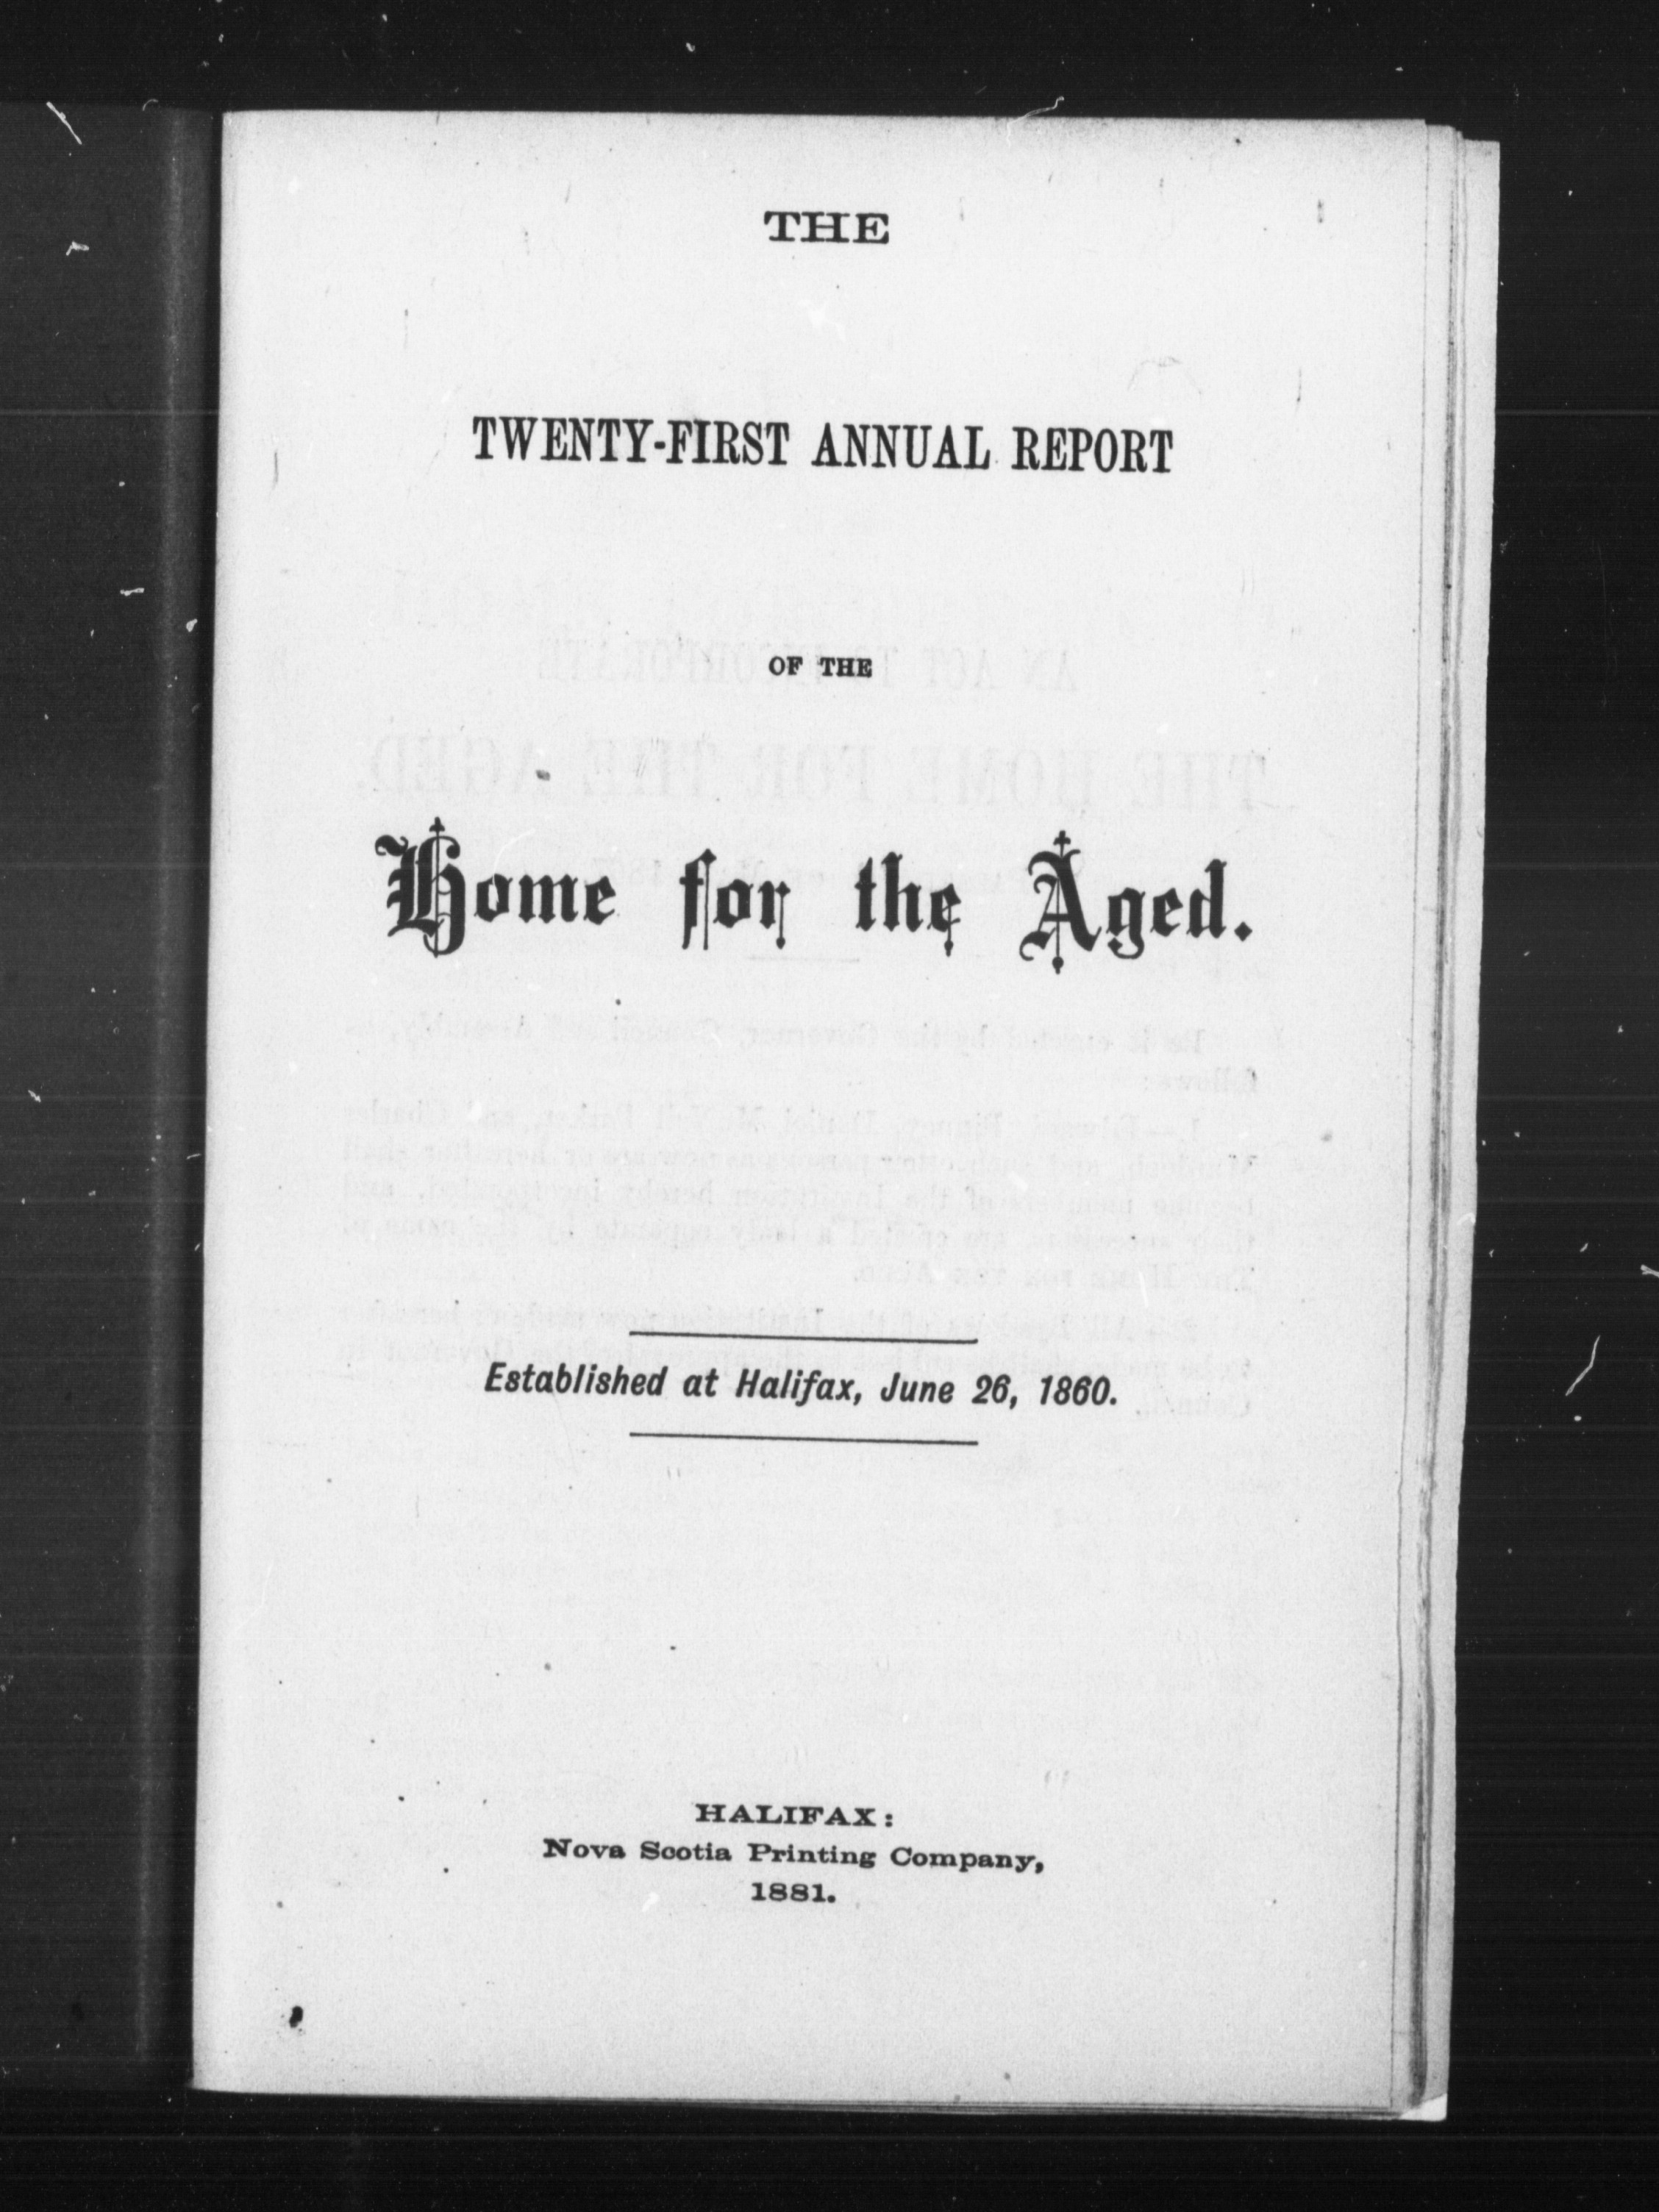 THE
TWENTY-FIRST ANNUAL REPORT
OF THE
Home for the Aged.
Established at Halifax, June 26, 1860.
HALIFAX:
Nova Scotia Printing Company,
1881.